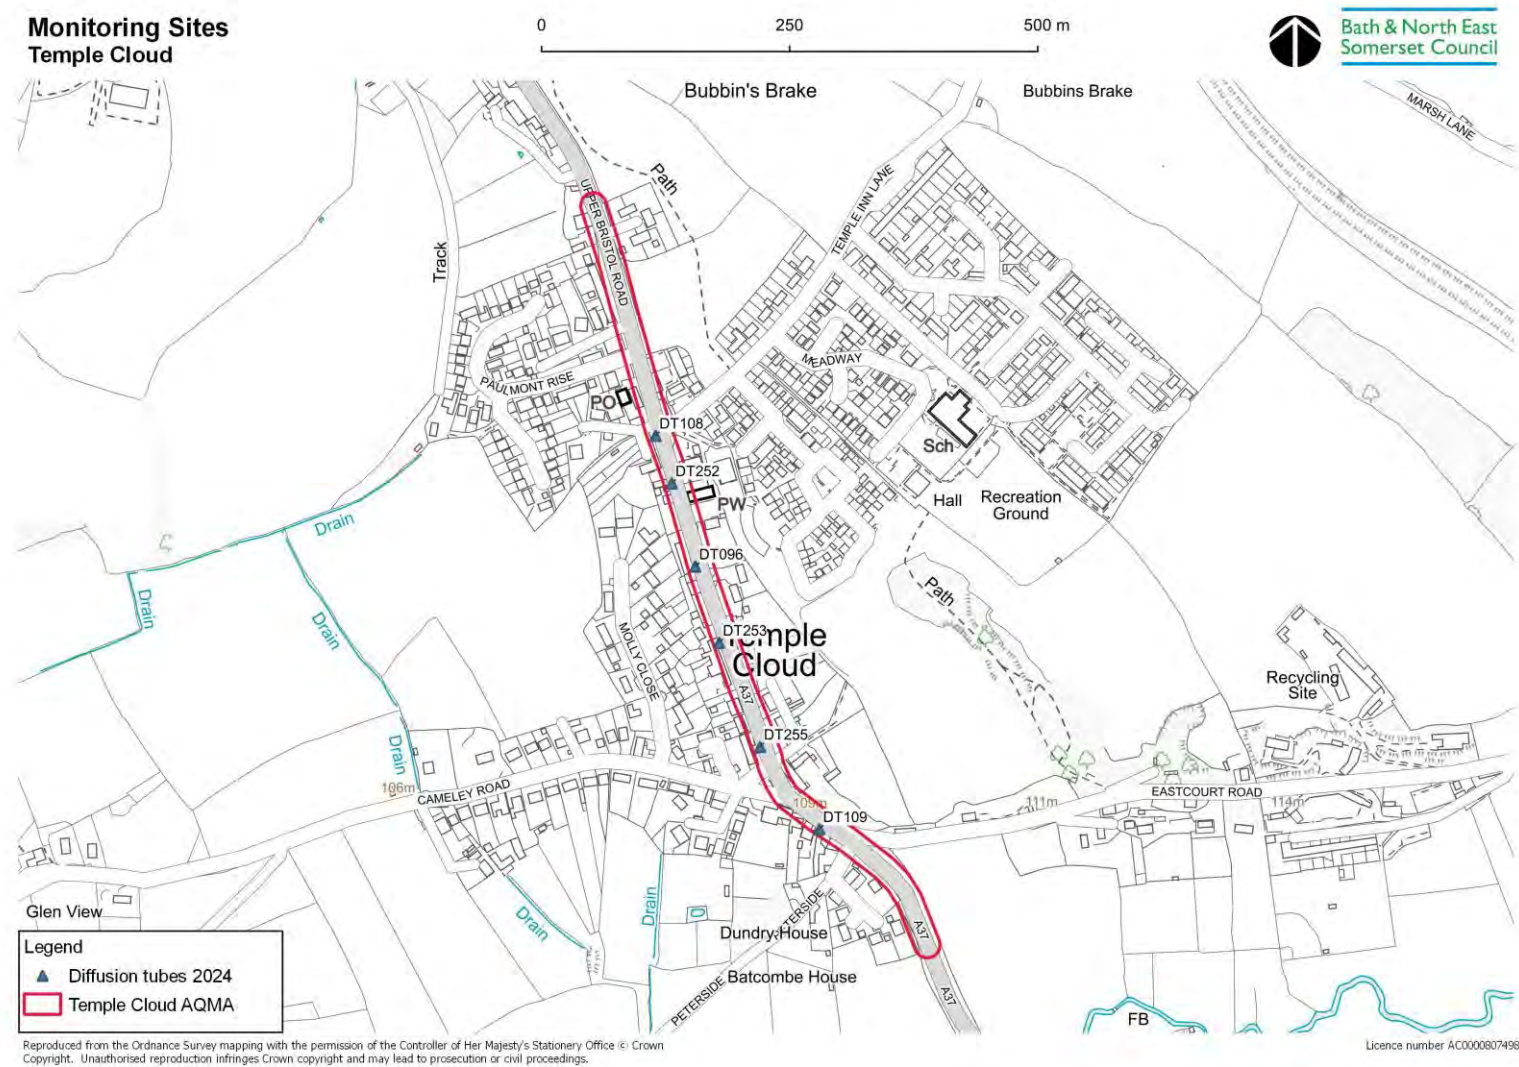 Monitoring Sites
Temple Cloud
0 250 500 m
Bath & North East
Somerset Council
Bubbin's Brake
Bubbins Brake
MARSH LANE
Path
TEMPLE INN LANE
UPPER BRISTOL ROAD
Track
MEADWAY
PAULMONT RISE
PO
DT108
Sch
DT252
PW
Hall
Recreation
Ground
Drain
DT096
Path
Drain
Drain
MOLLY CLOSE
DT253
Temple
Cloud
A37
Recycling
Site
DT255
Drain
106m
CAMELEY ROAD
109m
111m
EASTCOURT ROAD
114m
DT109
Glen View
Drain
Drain
PETERSIDE
Dundry House
A37
Batcombe House
PETERSIDE
A37
FB
Legend
Diffusion tubes 2024
Temple Cloud AQMA
Reproduced from the Ordnance Survey mapping with the permission of the Controller of Her Majesty's Stationery Office © Crown
Copyright. Unauthorised reproduction infringes Crown copyright and may lead to prosecution or civil proceedings.
Licence number AC0000807498